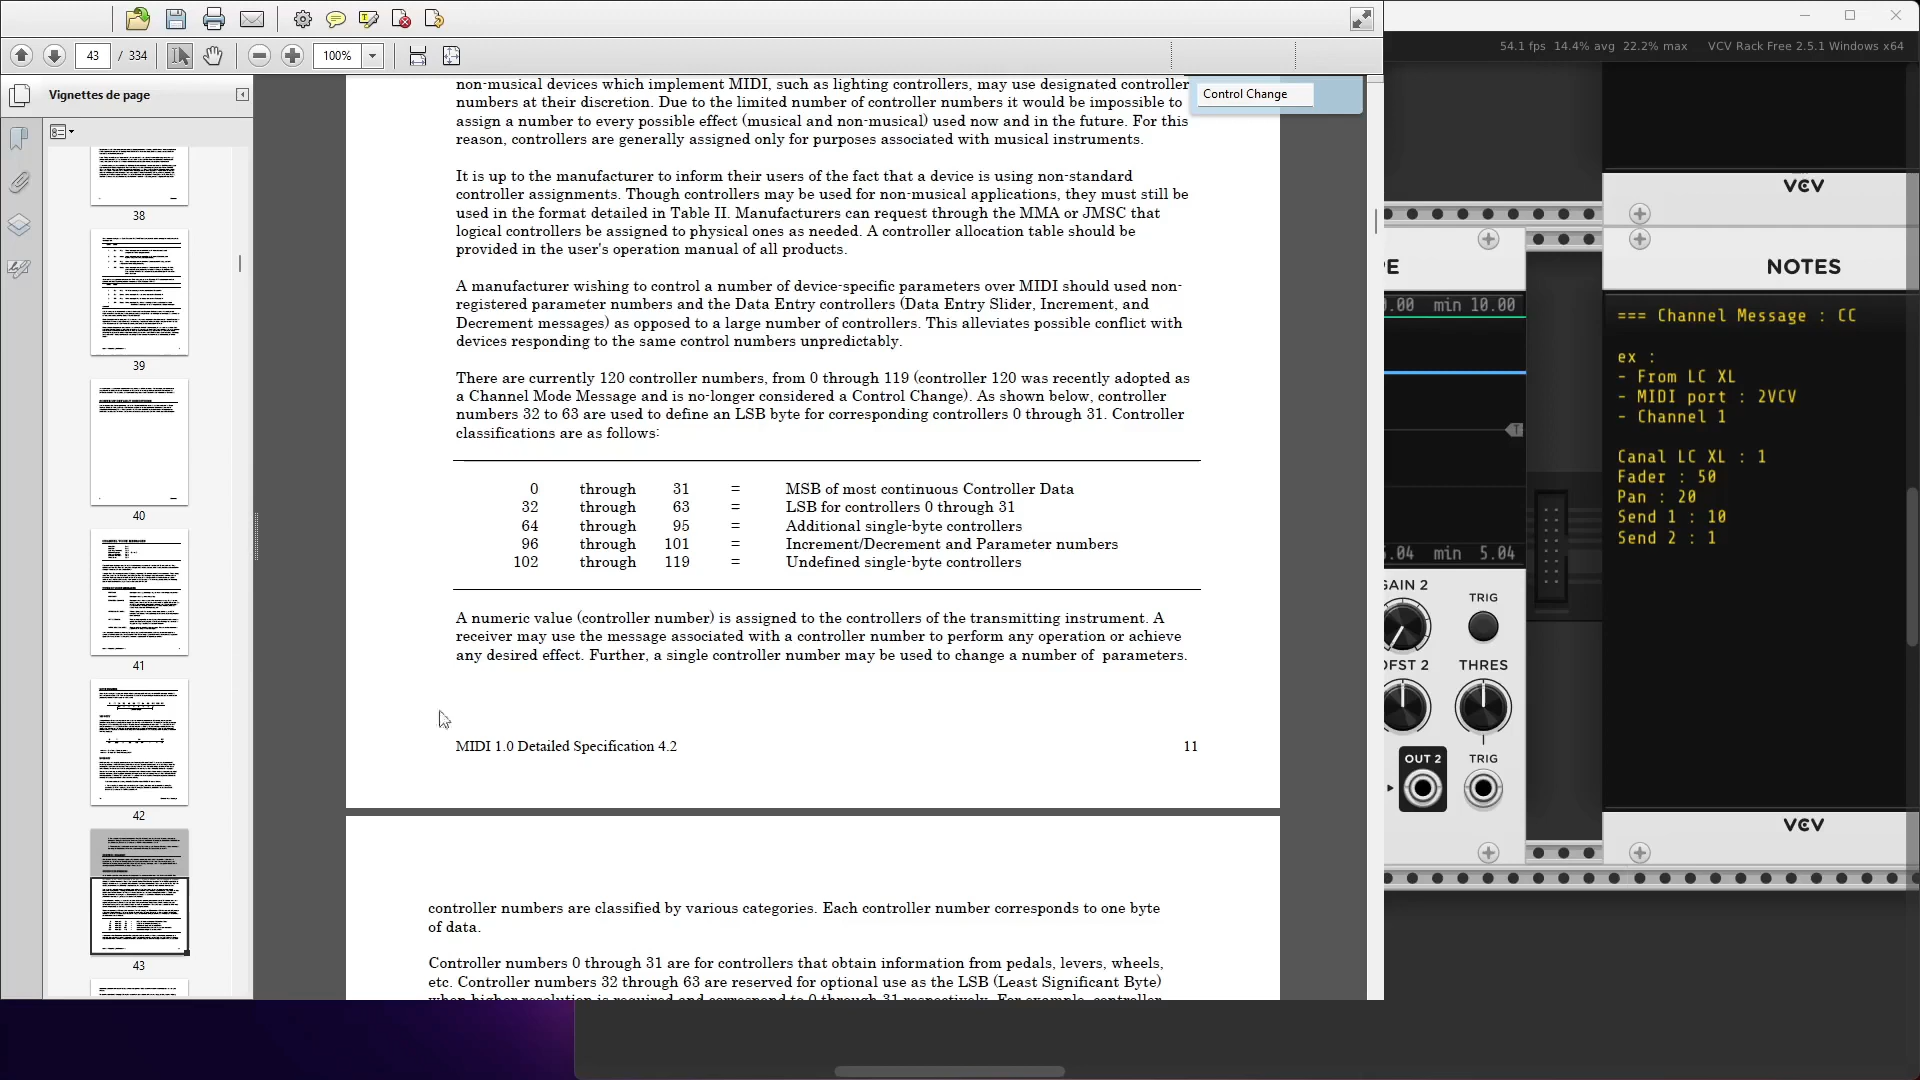 54.1 fps 14.4% avg 22.2% max VCV Rack Free 2.5.1 Windows x64
43 / 334
100%
Vignettes de page
38
39
40
41
42
43
Control Change
non-musical devices which implement MIDI, such as lighting controllers, may use designated controller
numbers at their discretion. Due to the limited number of controller numbers it would be impossible to
assign a number to every possible effect (musical and non-musical) used now and in the future. For this
reason, controllers are generally assigned only for purposes associated with musical instruments.
It is up to the manufacturer to inform their users of the fact that a device is using non-standard
controller assignments. Though controllers may be used for non-musical applications, they must still be
used in the format detailed in Table II. Manufacturers can request through the MMA or JMSC that
logical controllers be assigned to physical ones as needed. A controller allocation table should be
provided in the user's operation manual of all products.
A manufacturer wishing to control a number of device-specific parameters over MIDI should used non-
registered parameter numbers and the Data Entry controllers (Data Entry Slider, Increment, and
Decrement messages) as opposed to a large number of controllers. This alleviates possible conflict with
devices responding to the same control numbers unpredictably.
There are currently 120 controller numbers, from 0 through 119 (controller 120 was recently adopted as
a Channel Mode Message and is no-longer considered a Control Change). As shown below, controller
numbers 32 to 63 are used to define an LSB byte for corresponding controllers 0 through 31. Controller
classifications are as follows:
0 through 31 = MSB of most continuous Controller Data
32 through 63 = LSB for controllers 0 through 31
64 through 95 = Additional single-byte controllers
96 through 101 = Increment/Decrement and Parameter numbers
102 through 119 = Undefined single-byte controllers
A numeric value (controller number) is assigned to the controllers of the transmitting instrument. A
receiver may use the message associated with a controller number to perform any operation or achieve
any desired effect. Further, a single controller number may be used to change a number of parameters.
MIDI 1.0 Detailed Specification 4.2 11
controller numbers are classified by various categories. Each controller number corresponds to one byte
of data.
Controller numbers 0 through 31 are for controllers that obtain information from pedals, levers, wheels,
etc. Controller numbers 32 through 63 are reserved for optional use as the LSB (Least Significant Byte)
when higher resolution is required and correspond to 0 through 31 respectively. For example, controller
PE
.00 min 10.00
T
5.04 min 5.04
GAIN 2
TRIG
OFST 2
THRES
OUT 2
TRIG
VCV
NOTES
=== Channel Message : CC
ex :
- From LC XL
- MIDI port : 2VCV
- Channel 1
Canal LC XL : 1
Fader : 50
Pan : 20
Send 1 : 10
Send 2 : 1
VCV